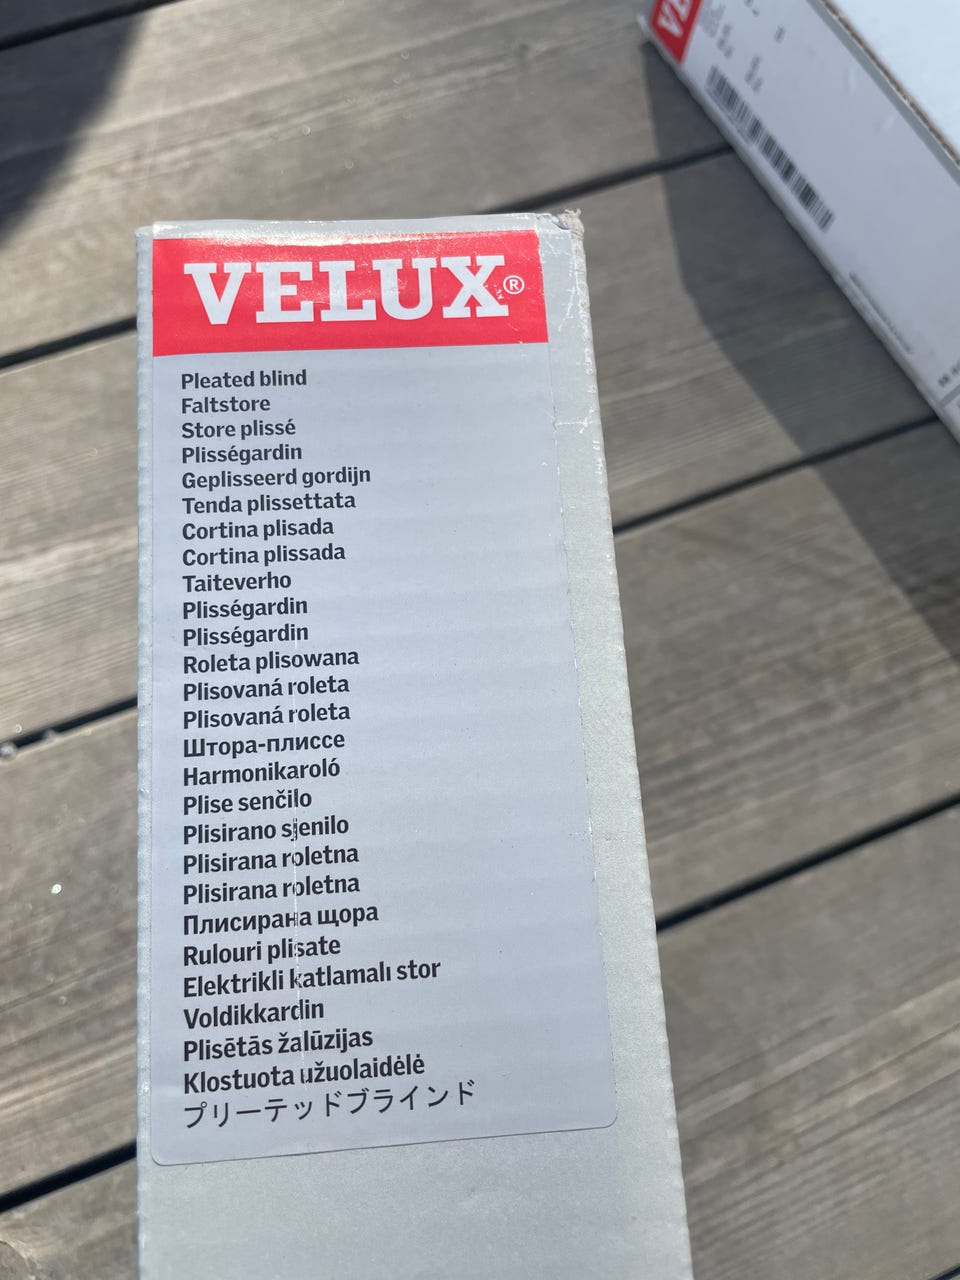 VELUX®
Pleated blind
Faltstore
Store plissé
Plisségardin
Geplisseerd gordijn
Tenda plissettata
Cortina plisada
Cortina plissada
Taiteverho
Plisségardin
Plisségardin
Roleta plisowana
Plisovaná roleta
Plisovaná roleta
Штора-плиссе
Harmonikaroló
Plise senčilo
Plisirano sjenilo
Plisirana roletna
Plisirana roletna
Плисирана щора
Rulouri plisate
Elektrikli katlamalı stor
Voldikkardin
Plisētās žalūzijas
Klostuota užuolaidėlė
プリーテッドブラインド